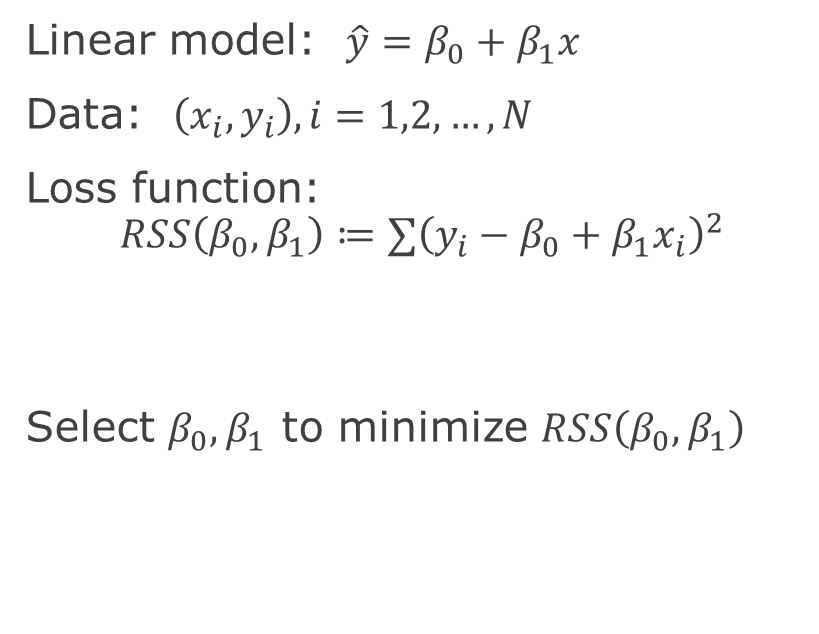 Linear model: ŷ = β₀ + β₁x
Data: (xᵢ, yᵢ), i = 1,2, … , N
Loss function:
RSS(β₀, β₁) ≔ ∑(yᵢ − β₀ + β₁xᵢ)²
Select β₀, β₁ to minimize RSS(β₀, β₁)